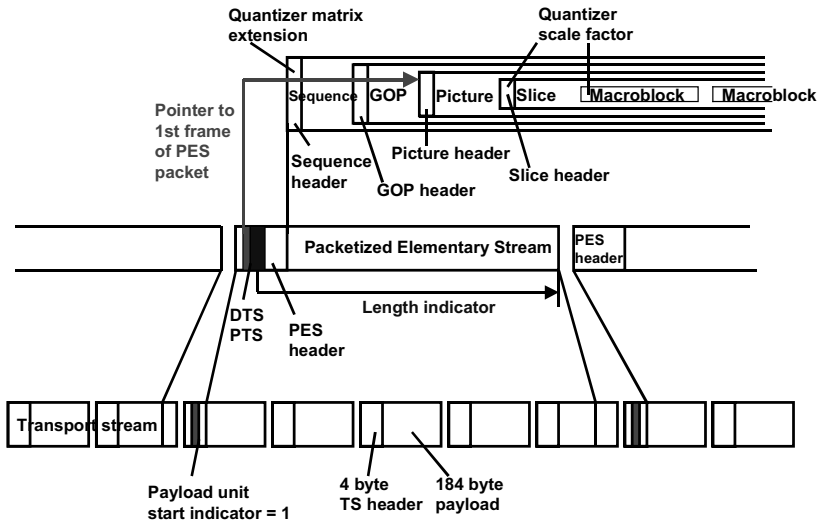 Quantizer matrix
extension
Quantizer
scale factor
Sequence
GOP
Picture
Slice
Macroblock
Macroblock
Pointer to
1st frame
of PES
packet
Sequence
header
Picture header
GOP header
Slice header
Packetized Elementary Stream
PES
header
DTS
PTS
PES
header
Length indicator
Transport stream
Payload unit
start indicator = 1
4 byte
TS header
184 byte
payload